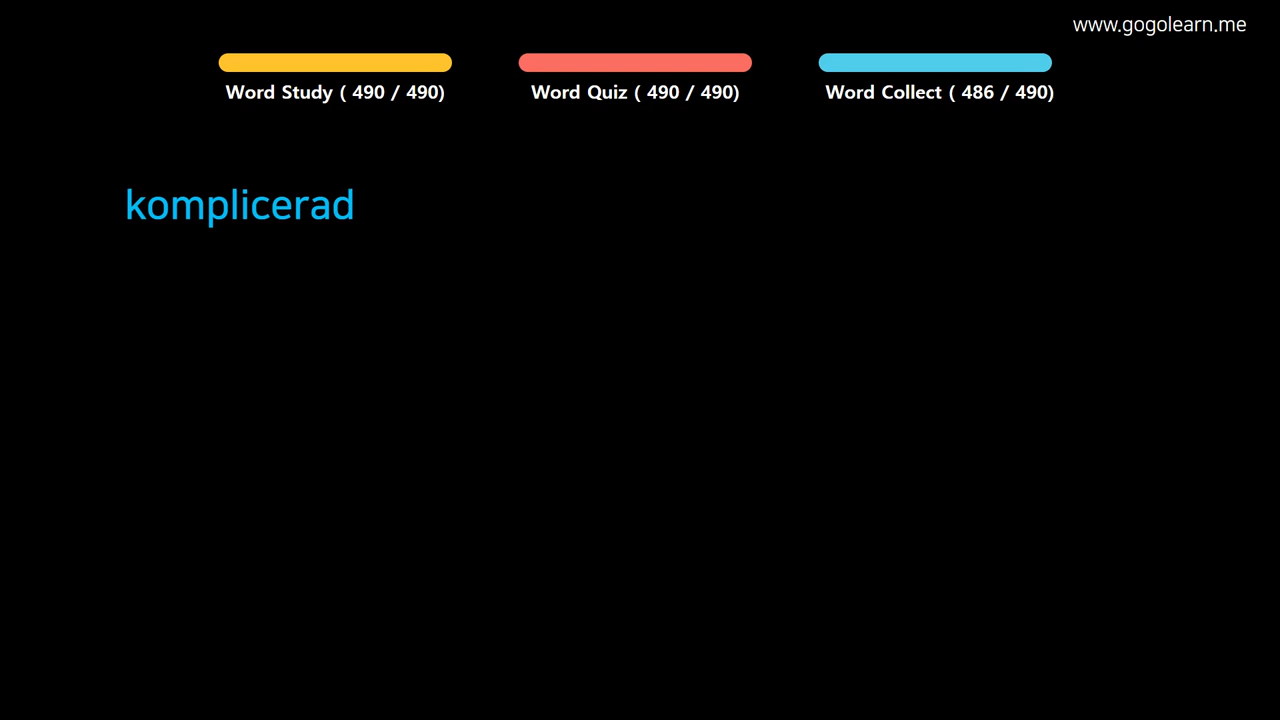 www.gogolearn.me
Word Study ( 490 / 490)
Word Quiz ( 490 / 490)
Word Collect ( 486 / 490)
komplicerad